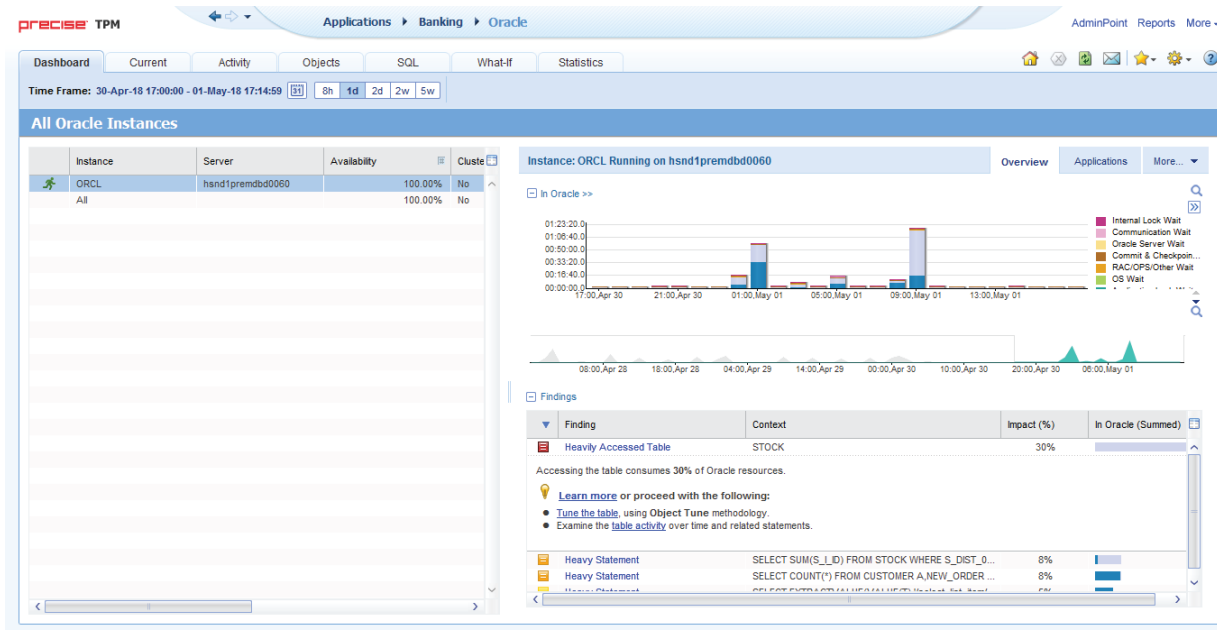 precise TPM
Applications Banking Oracle
AdminPoint Reports More
Dashboard Current Activity Objects SQL What-If Statistics
Time Frame: 30-Apr-18 17:00:00 - 01-May-18 17:14:59 31 8h 1d 2d 2w 5w
All Oracle Instances
Instance Server Availability Cluste
ORCL hsnd1premdbd0060 100.00% No
All 100.00% No
Instance: ORCL Running on hsnd1premdbd0060 Overview Applications More...
In Oracle >>
01:23:20.0
01:06:40.0
00:50:00.0
00:33:20.0
00:16:40.0
00:00:00.0
17:00,Apr 30 21:00,Apr 30 01:00,May 01 05:00,May 01 09:00,May 01 13:00,May 01
Internal Lock Wait
Communication Wait
Oracle Server Wait
Commit & Checkpoin...
RAC/OPS/Other Wait
OS Wait
08:00,Apr 28 18:00,Apr 28 04:00,Apr 29 14:00,Apr 29 00:00,Apr 30 10:00,Apr 30 20:00,Apr 30 06:00,May 01
Findings
Finding Context Impact (%) In Oracle (Summed)
Heavily Accessed Table STOCK 30%
Accessing the table consumes 30% of Oracle resources.
Learn more or proceed with the following:
Tune the table, using Object Tune methodology.
Examine the table activity over time and related statements.
Heavy Statement SELECT SUM(S_I_ID) FROM STOCK WHERE S_DIST_0... 8%
Heavy Statement SELECT COUNT(*) FROM CUSTOMER A,NEW_ORDER ... 8%